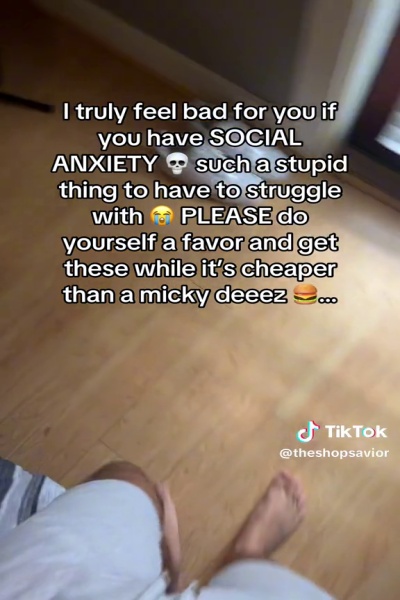 I truly feel bad for you if
you have SOCIAL
ANXIETY 💀 such a stupid
thing to have to struggle
with 😭 PLEASE do
yourself a favor and get
these while it's cheaper
than a micky deeez 🍔...
TikTok
@theshopsavior